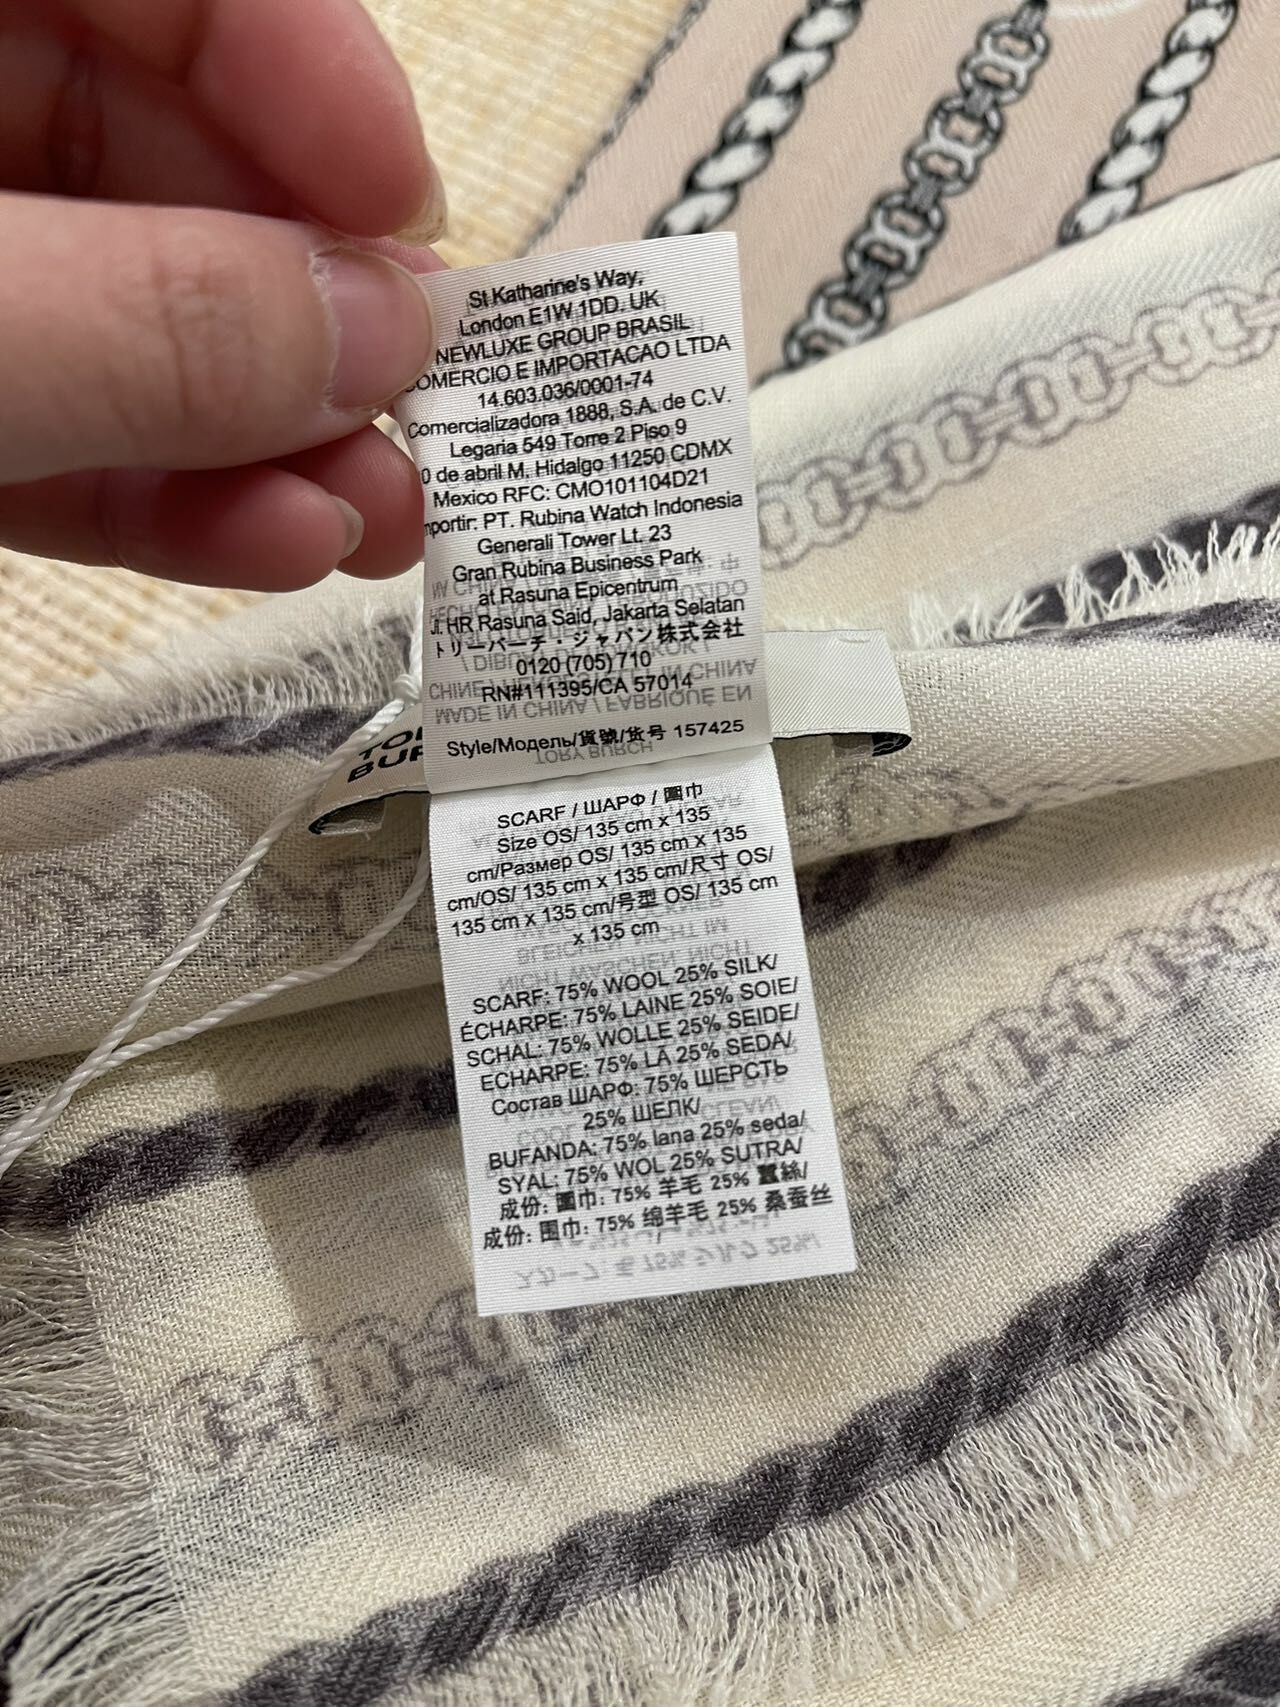 St Katharine's Way,
London E1W 1DD. UK
NEWLUXE GROUP BRASIL
COMERCIO E IMPORTACAO LTDA
14.603.036/0001-74
Comercializadora 1888, S.A. de C.V.
Legaria 549 Torre 2 Piso 9
0 de abril M. Hidalgo 11250 CDMX
Mexico RFC: CMO101104D21
mportir: PT. Rubina Watch Indonesia
Generali Tower Lt. 23
Gran Rubina Business Park
at Rasuna Epicentrum
Jl. HR Rasuna Said, Jakarta Selatan
トリーバーチ・ジャパン株式会社
0120 (705) 710
RN#111395/CA 57014
Style/Модель/貨號/货号 157425
SCARF / ШАРФ / 圍巾
Size OS/ 135 cm x 135
cm/Размер OS/ 135 cm x 135
cm/OS/ 135 cm x 135 cm/尺寸 OS/
135 cm x 135 cm/号型 OS/ 135 cm
x 135 cm
SCARF: 75% WOOL 25% SILK/
ÉCHARPE: 75% LAINE 25% SOIE/
SCHAL: 75% WOLLE 25% SEIDE/
ECHARPE: 75% LÃ 25% SEDA/
Состав ШАРФ: 75% ШЕРСТЬ
25% ШЕЛК/
BUFANDA: 75% lana 25% seda/
SYAL: 75% WOL 25% SUTRA/
成份: 圍巾: 75% 羊毛 25% 蠶絲/
成份: 围巾: 75% 绵羊毛 25% 桑蚕丝